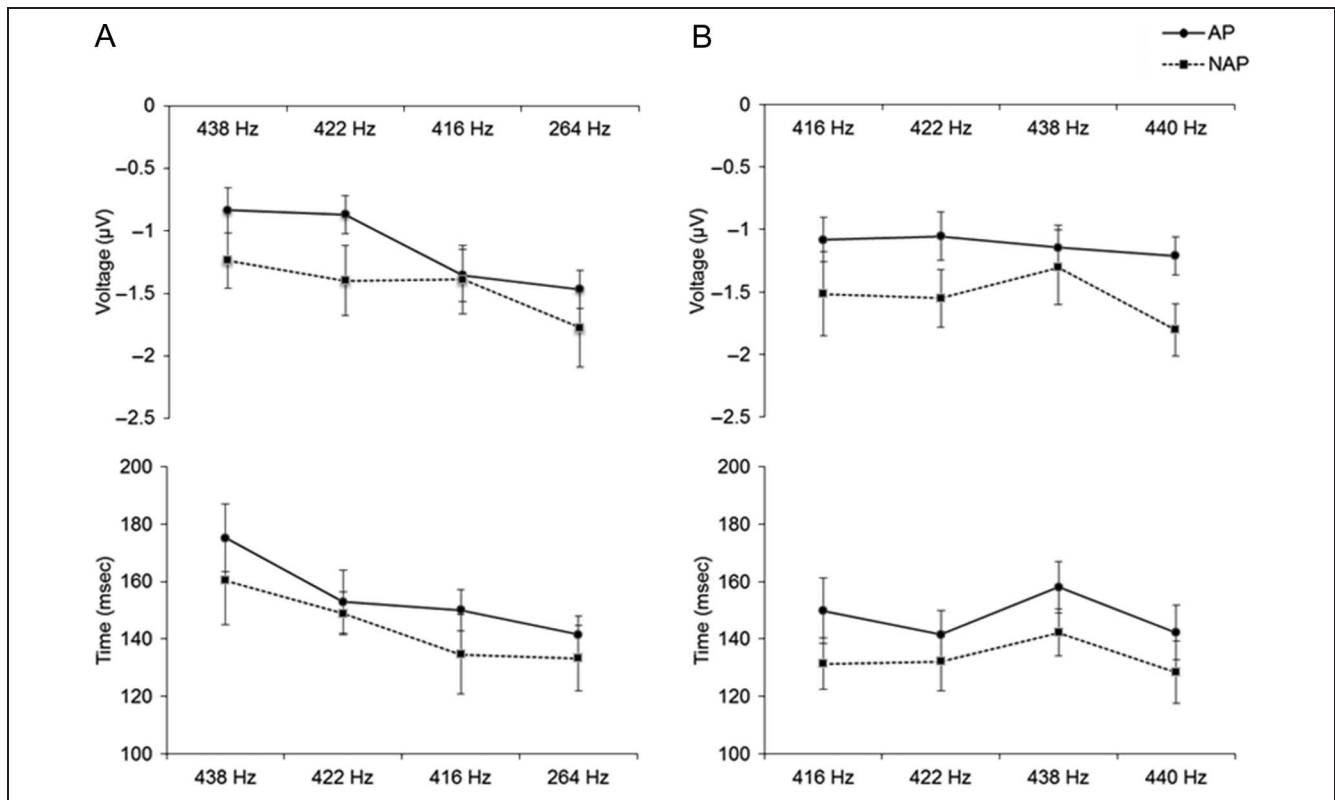 A
B
AP
NAP
0
438 Hz 422 Hz 416 Hz 264 Hz
–0.5
–1
–1.5
–2
–2.5
Voltage (µV)
0
416 Hz 422 Hz 438 Hz 440 Hz
–0.5
–1
–1.5
–2
–2.5
Voltage (µV)
200
180
160
140
120
100
Time (msec)
438 Hz 422 Hz 416 Hz 264 Hz
200
180
160
140
120
100
Time (msec)
416 Hz 422 Hz 438 Hz 440 Hz